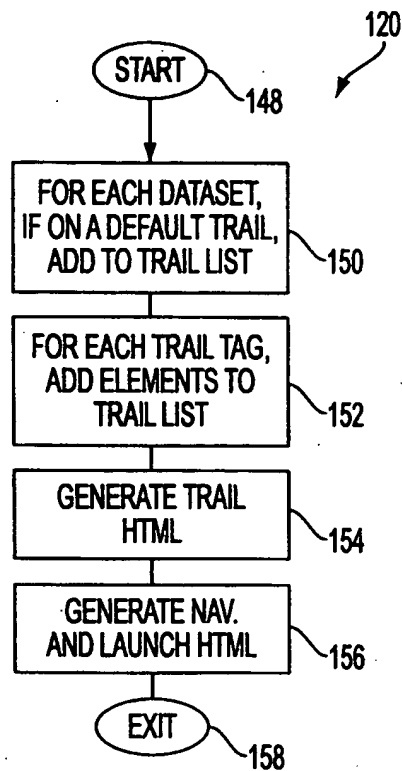 120
START
148
FOR EACH DATASET,
IF ON A DEFAULT TRAIL,
ADD TO TRAIL LIST
150
FOR EACH TRAIL TAG,
ADD ELEMENTS TO
TRAIL LIST
152
GENERATE TRAIL
HTML
154
GENERATE NAV.
AND LAUNCH HTML
156
EXIT
158